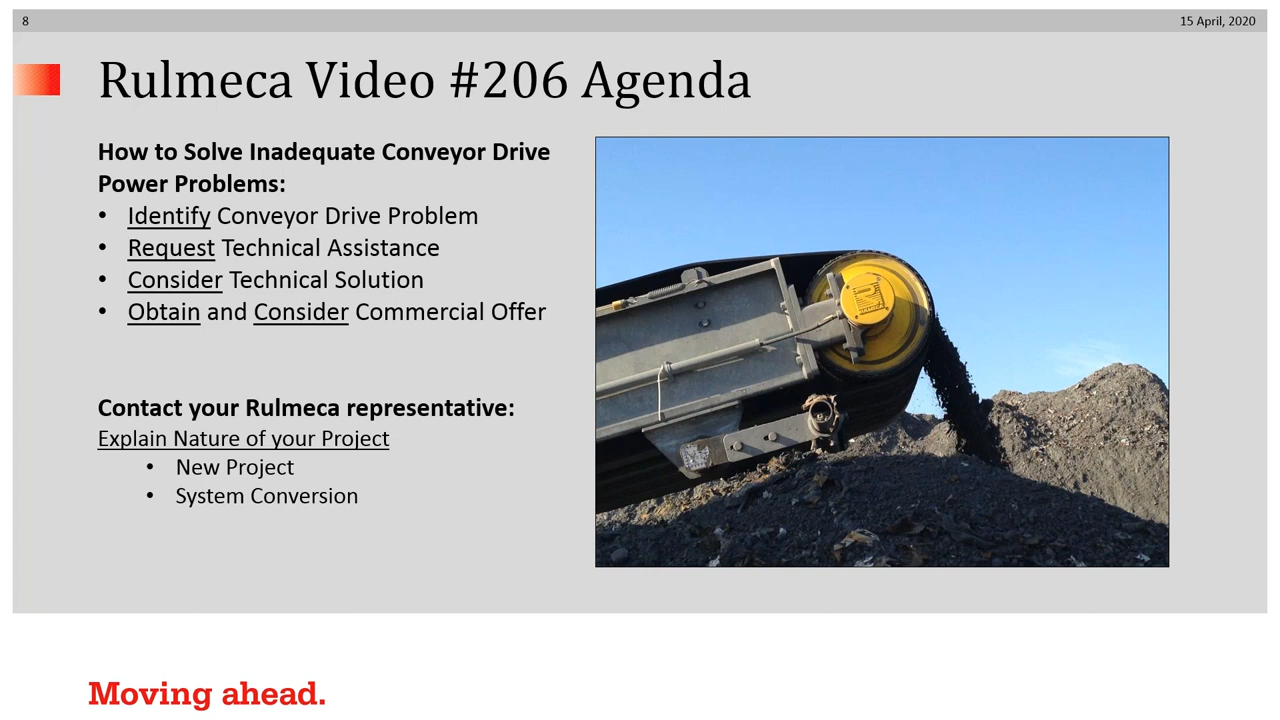 8
15 April, 2020
Rulmeca Video #206 Agenda
How to Solve Inadequate Conveyor Drive
Power Problems:
• Identify Conveyor Drive Problem
• Request Technical Assistance
• Consider Technical Solution
• Obtain and Consider Commercial Offer
Contact your Rulmeca representative:
Explain Nature of your Project
• New Project
• System Conversion
Moving ahead.